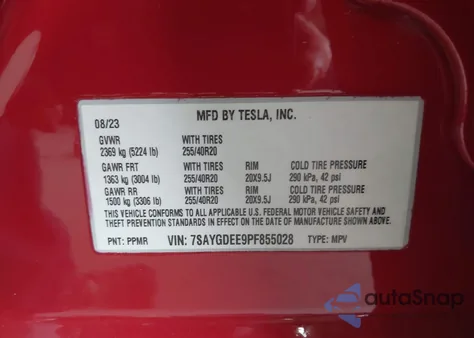 MFD BY TESLA, INC.
08/23
GVWR WITH TIRES
2369 kg (5224 lb) 255/40R20
GAWR FRT WITH TIRES RIM COLD TIRE PRESSURE
1363 kg (3004 lb) 255/40R20 20X9.5J 290 kPa, 42 psi
GAWR RR WITH TIRES RIM COLD TIRE PRESSURE
1500 kg (3306 lb) 255/40R20 20X9.5J 290 kPa, 42 psi
THIS VEHICLE CONFORMS TO ALL APPLICABLE U.S. FEDERAL MOTOR VEHICLE SAFETY AND
THEFT PREVENTION STANDARDS IN EFFECT ON THE DATE OF MANUFACTURE SHOWN ABOVE.
PNT: PPMR VIN: 7SAYGDEE9PF855028 TYPE: MPV
autoSnap